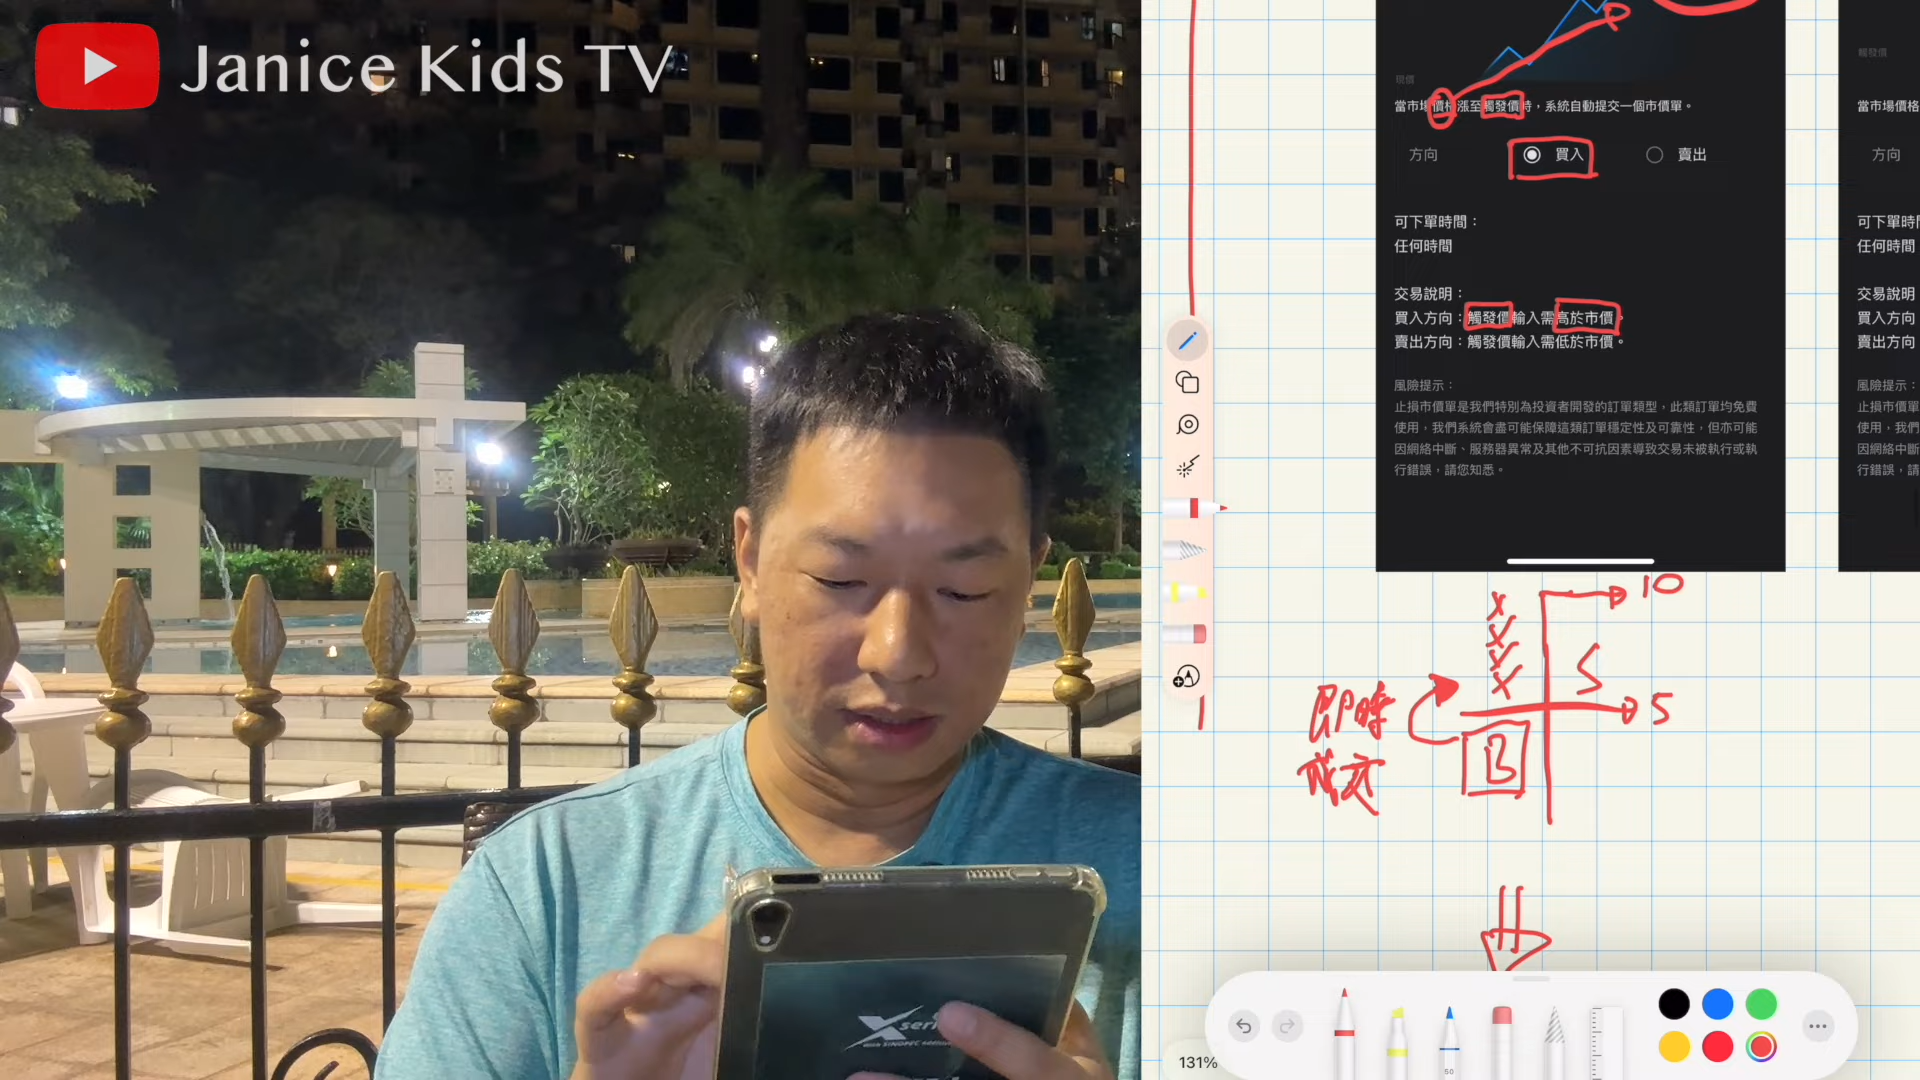 Janice Kids TV
現價
當市場價格漲至觸發價時，系統自動提交一個市價單。
方向
買入
賣出
可下單時間：
任何時間
交易說明：
買入方向：觸發價輸入需高於市價。
賣出方向：觸發價輸入需低於市價。
風險提示：
止損市價單是我們特別為投資者開發的訂單類型，此類訂單均免費
使用，我們系統會盡可能保障這類訂單穩定性及可靠性，但亦可能
因網絡中斷、服務器異常及其他不可抗因素導致交易未被執行或執
行錯誤，請您知悉。
觸發價
當市場價格
方向
可下單時
任何時間
交易說明
買入方向
賣出方向
風險提示：
止損市價單
使用，我們
因網絡中斷
行錯誤，請
10
X
X
X
X
S
5
即時
成交
B
X series
50
131%